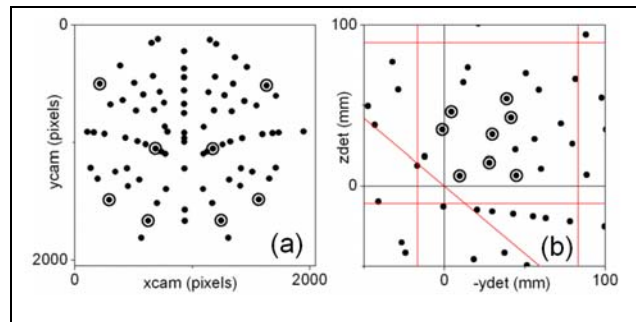 0
2000
0
2000
ycam (pixels)
xcam (pixels)
(a)
100
0
0
100
zdet (mm)
-ydet (mm)
(b)